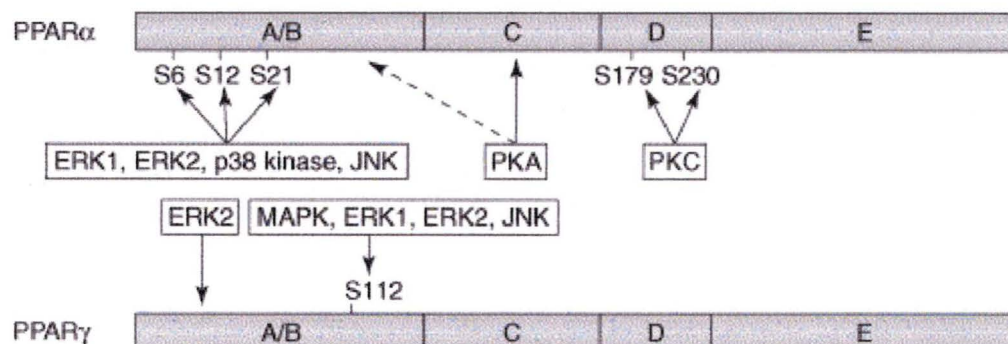 PPARα A/B C D E
S6 S12 S21 S179 S230
ERK1, ERK2, p38 kinase, JNK PKA PKC
ERK2 MAPK, ERK1, ERK2, JNK
S112
PPARγ A/B C D E